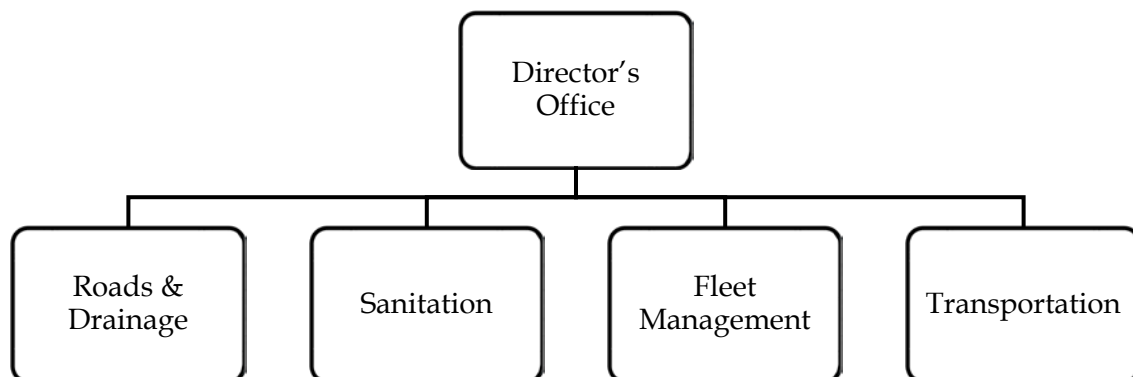 Director’s
Office
Roads &
Drainage
Sanitation
Fleet
Management
Transportation